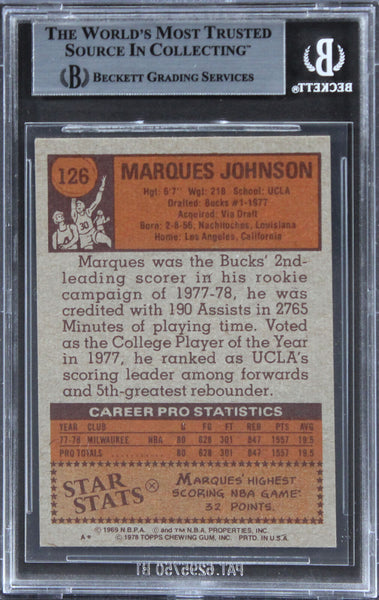 THE WORLD'S MOST TRUSTED
SOURCE IN COLLECTING™
BECKETT GRADING SERVICES
BECKETT
126
MARQUES JOHNSON
Hgt: 6'7" Wgt: 218 School: UCLA
Drafted: Bucks #1-1977
Acquired: Via Draft
Born: 2-8-56, Nachitoches, Louisiana
Home: Los Angeles, California
Marques was the Bucks' 2nd-
leading scorer in his rookie
campaign of 1977-78, he was
credited with 190 Assists in 2765
Minutes of playing time. Voted
as the College Player of the Year
in 1977, he ranked as UCLA's
scoring leader among forwards
and 5th-greatest rebounder.
CAREER PRO STATISTICS
YEAR CLUB G FG FT REB PTS AVG
77-78 MILWAUKEE NBA 80 628 301 847 1557 19.5
PRO TOTALS 80 628 301 847 1557 19.5
STAR
STATS
MARQUES HIGHEST
SCORING NBA GAME:
32 POINTS.
© 1969 N.B.P.A. © and TM N.B.A. PROPERTIES, INC.
A* © 1978 TOPPS CHEWING GUM, INC. PRTD. IN U.S.A.